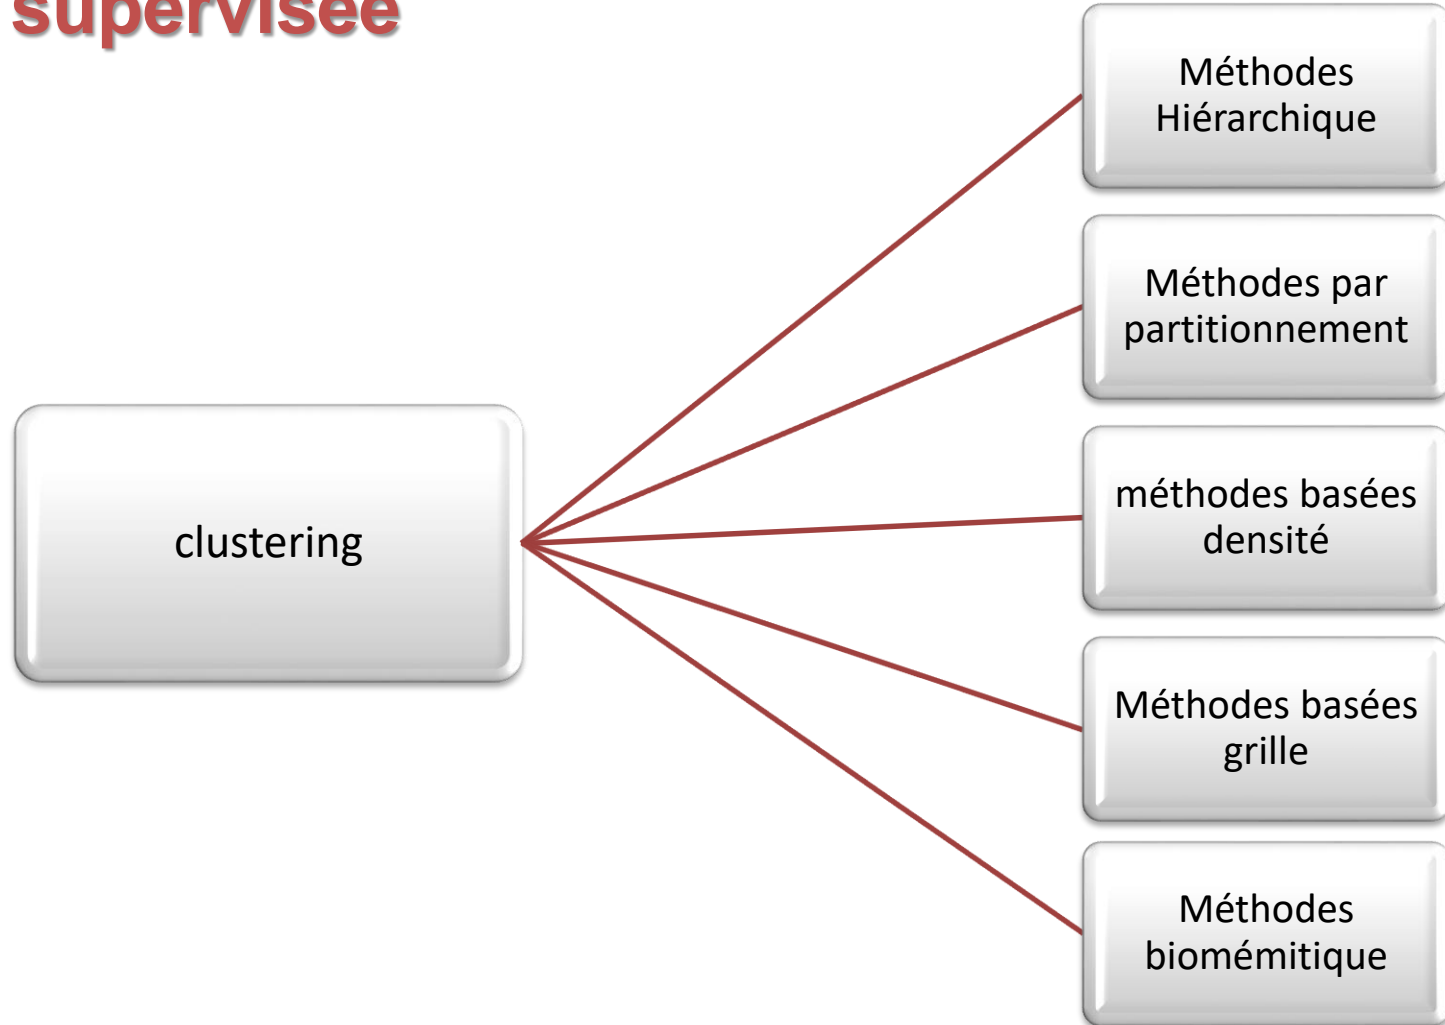 supervisée
Méthodes
Hiérarchique
Méthodes par
partitionnement
méthodes basées
densité
clustering
Méthodes basées
grille
Méthodes
biomémitique